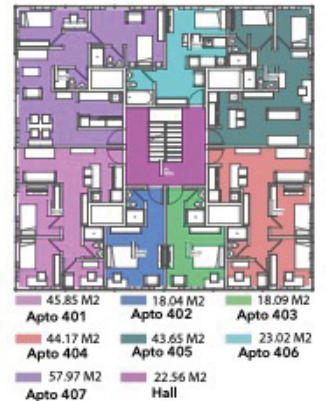 45.85 M2 18.04 M2 18.09 M2
Apto 401 Apto 402 Apto 403
44.17 M2 43.65 M2 23.02 M2
Apto 404 Apto 405 Apto 406
57.97 M2 22.56 M2
Apto 407 Hall